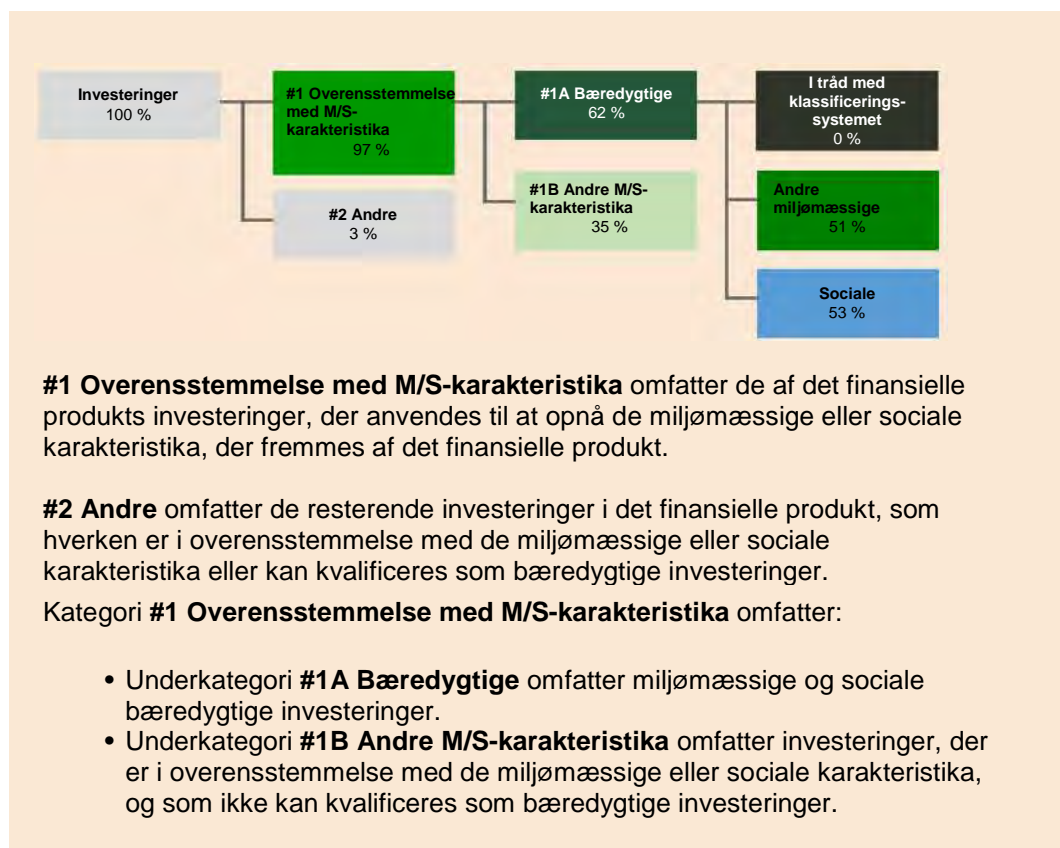 Investeringer
100 %
#1 Overensstemmelse
med M/S-
karakteristika
97 %
#2 Andre
3 %
#1A Bæredygtige
62 %
#1B Andre M/S-
karakteristika
35 %
I tråd med
klassificerings-
systemet
0 %
Andre
miljømæssige
51 %
Sociale
53 %
#1 Overensstemmelse med M/S-karakteristika omfatter de af det finansielle
produkts investeringer, der anvendes til at opnå de miljømæssige eller sociale
karakteristika, der fremmes af det finansielle produkt.
#2 Andre omfatter de resterende investeringer i det finansielle produkt, som
hverken er i overensstemmelse med de miljømæssige eller sociale
karakteristika eller kan kvalificeres som bæredygtige investeringer.
Kategori #1 Overensstemmelse med M/S-karakteristika omfatter:
• Underkategori #1A Bæredygtige omfatter miljømæssige og sociale
bæredygtige investeringer.
• Underkategori #1B Andre M/S-karakteristika omfatter investeringer, der
er i overensstemmelse med de miljømæssige eller sociale karakteristika,
og som ikke kan kvalificeres som bæredygtige investeringer.